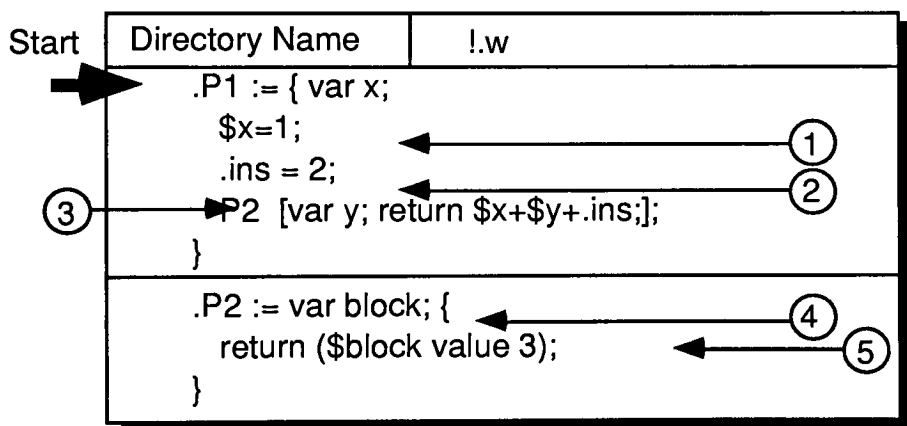 Start
Directory Name !.w
.P1 := { var x;
$x=1;
1
.ins = 2;
2
3
.P2 [var y; return $x+$y+.ins;];
}
.P2 := var block; {
4
return ($block value 3);
5
}